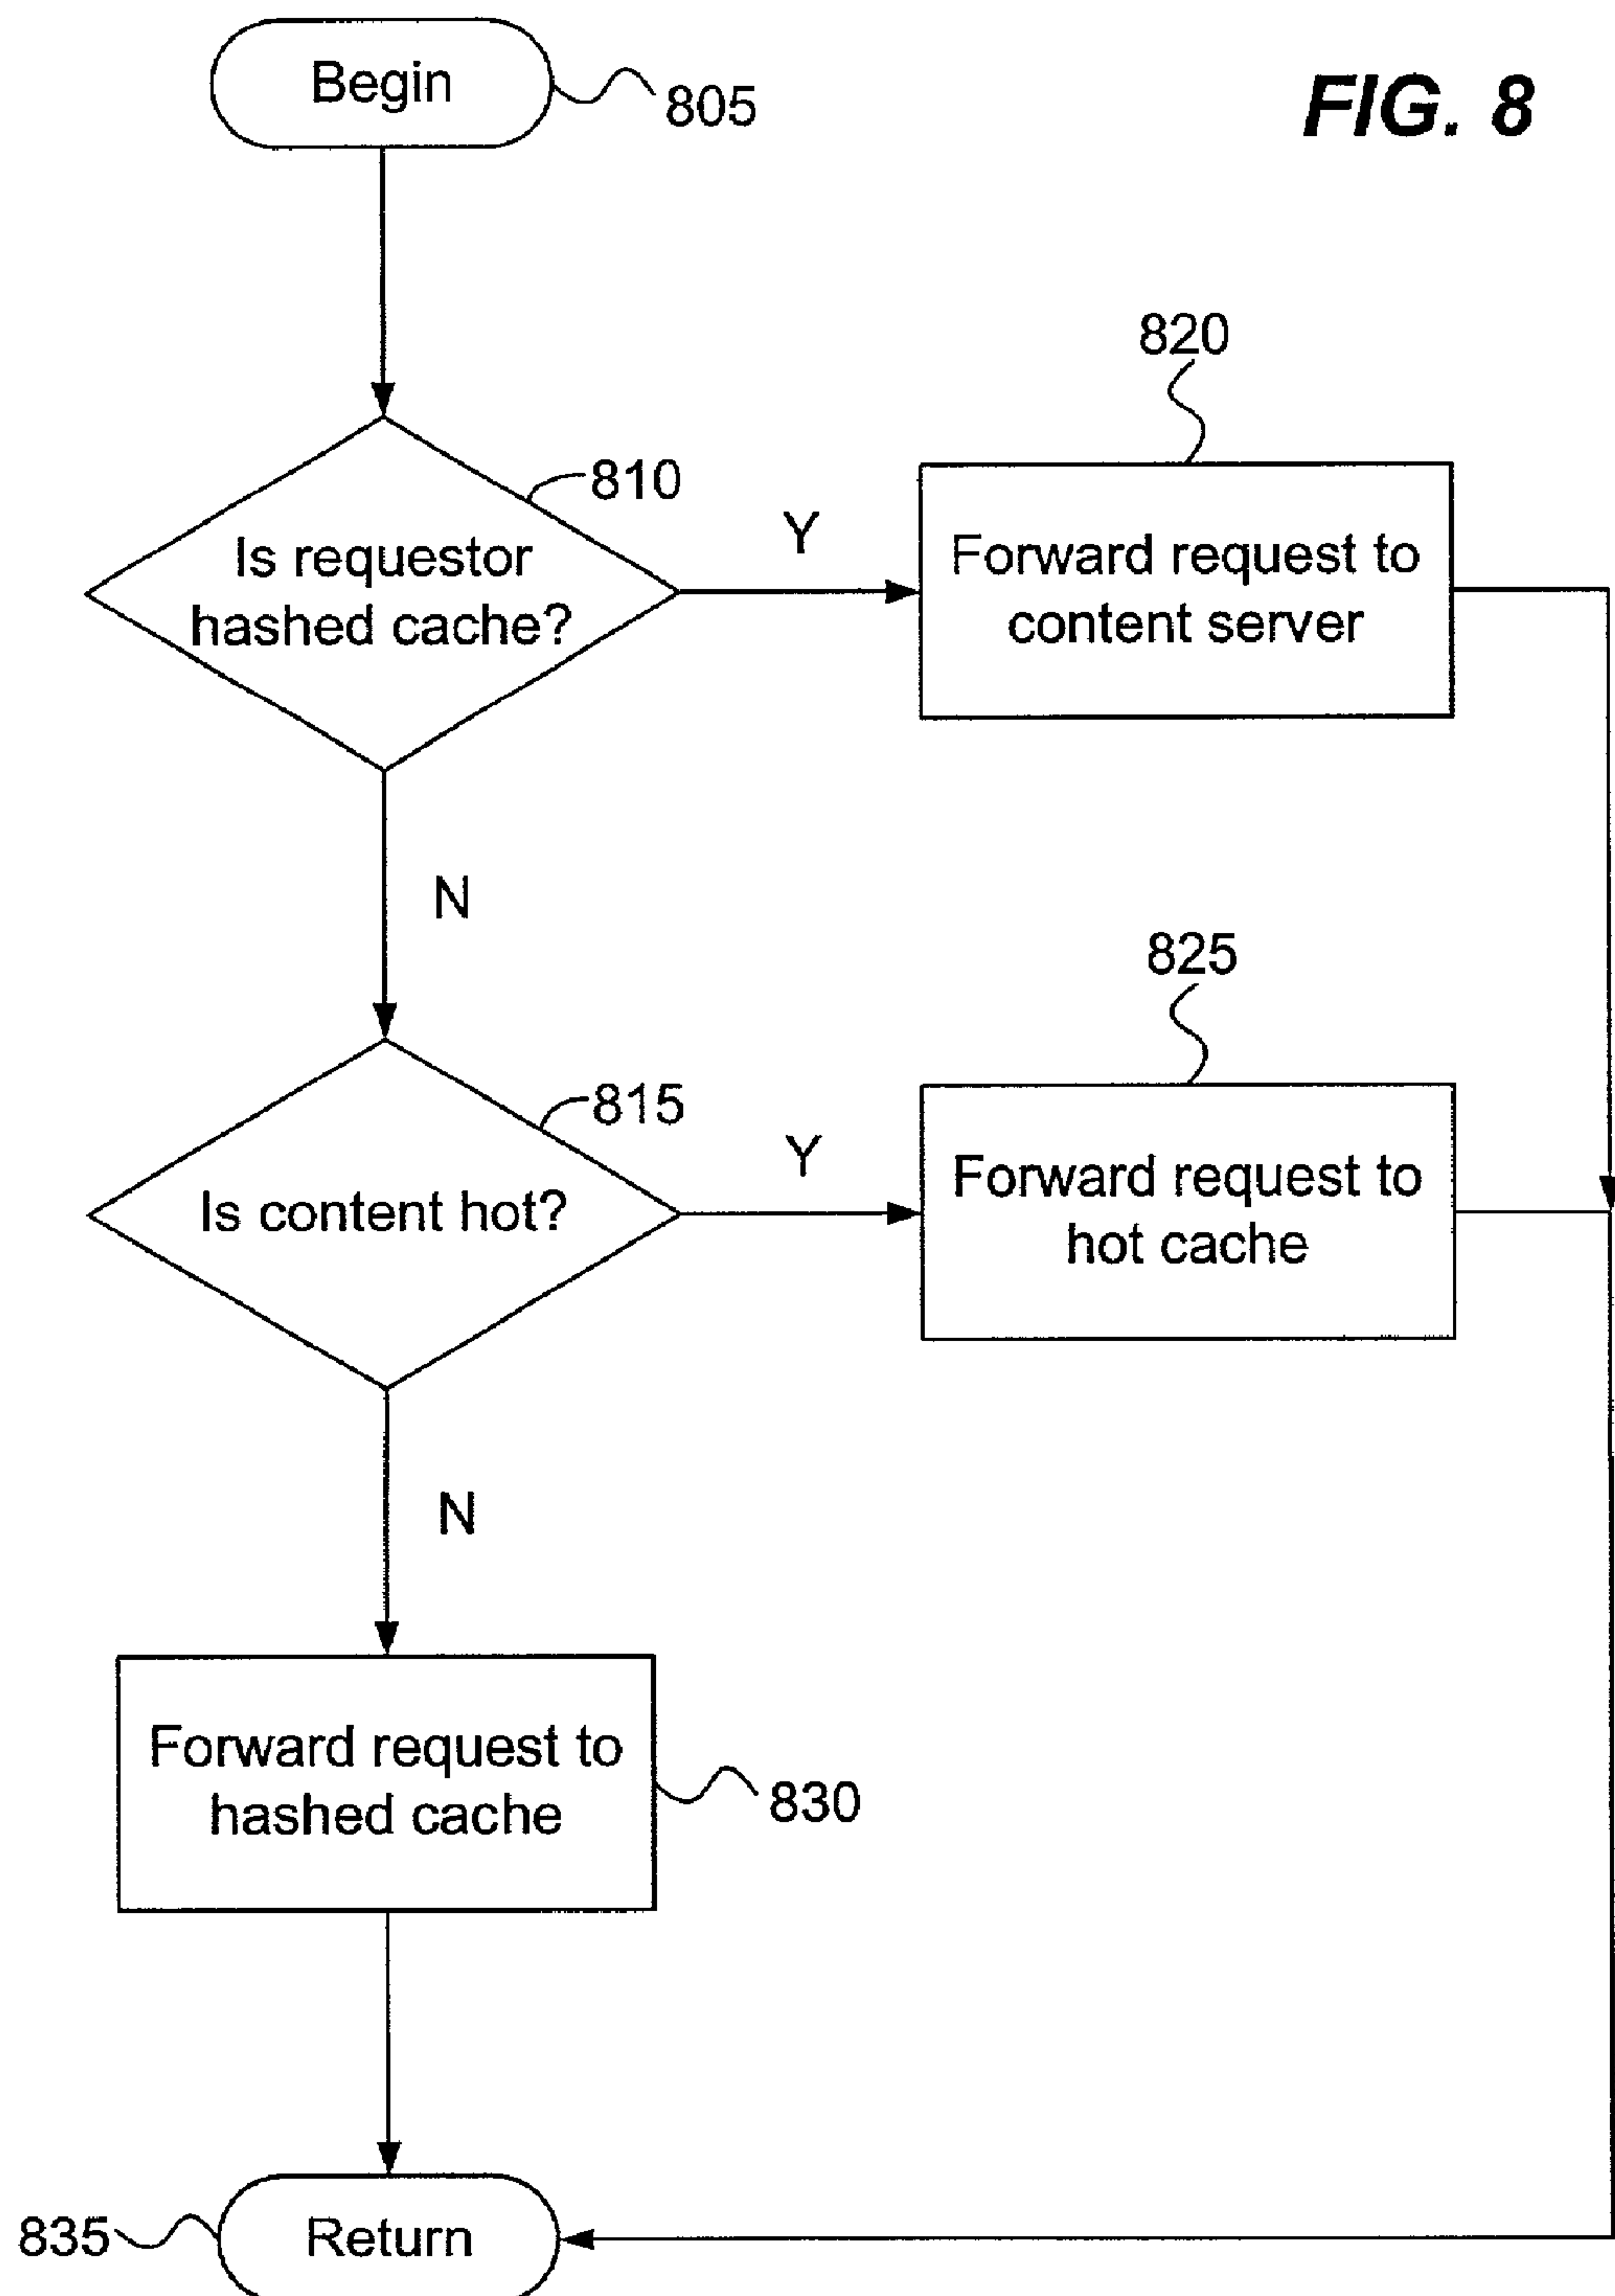 Begin
805
FIG. 8
820
810
Is requestor
hashed cache?
Y
Forward request to
content server
N
825
815
Is content hot?
Y
Forward request to
hot cache
N
Forward request to
hashed cache
830
835
Return